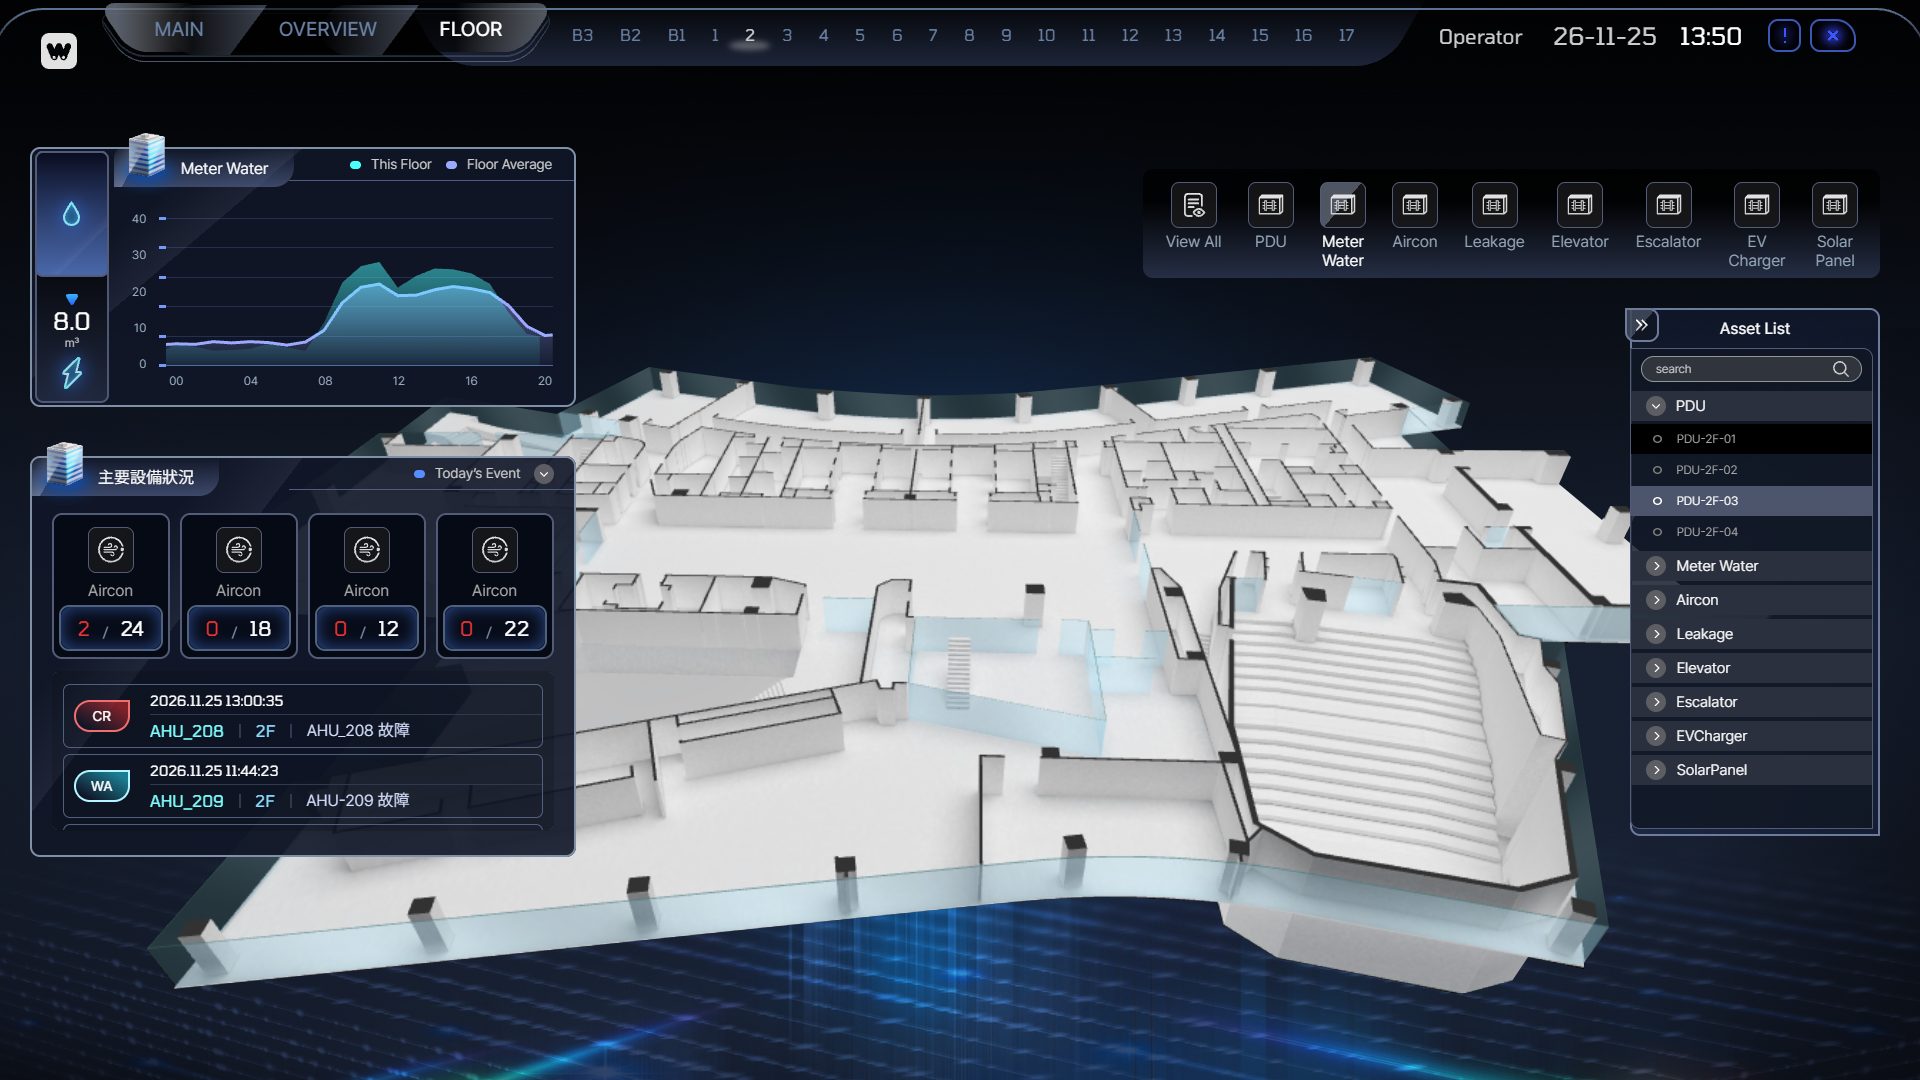 MAIN OVERVIEW FLOOR B3 B2 B1 1 2 3 4 5 6 7 8 9 10 11 12 13 14 15 16 17 Operator 26-11-25 13:50 ! ×
W
Meter Water This Floor Floor Average
40
30
20
10
0
00 04 08 12 16 20
8.0
m³
主要設備狀況 Today's Event
Aircon Aircon Aircon Aircon
2 / 24 0 / 18 0 / 12 0 / 22
CR 2026.11.25 13:00:35
AHU_208 | 2F | AHU_208 故障
WA 2026.11.25 11:44:23
AHU_209 | 2F | AHU-209 故障
View All PDU Meter Water Aircon Leakage Elevator Escalator EV Charger Solar Panel
Asset List
search
PDU
PDU-2F-01
PDU-2F-02
PDU-2F-03
PDU-2F-04
Meter Water
Aircon
Leakage
Elevator
Escalator
EVCharger
SolarPanel